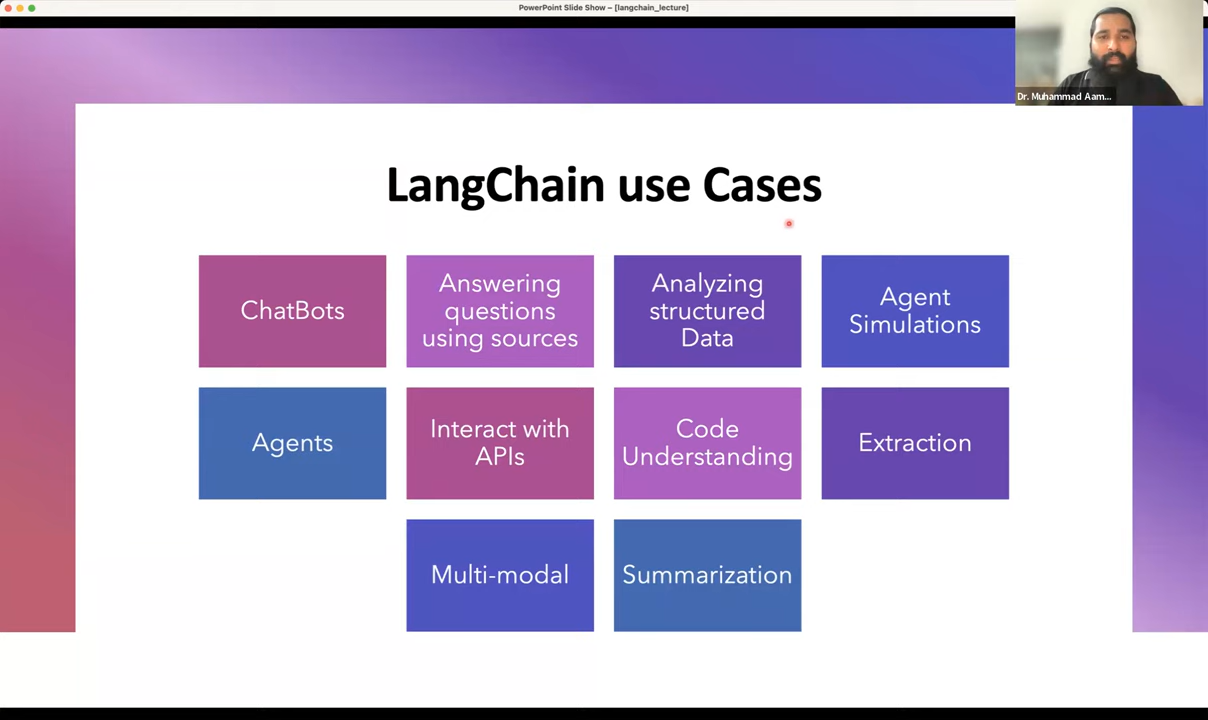 PowerPoint Slide Show – [langchain_lecture]
Dr. Muhammad Aam...
LangChain use Cases
ChatBots
Answering
questions
using sources
Analyzing
structured
Data
Agent
Simulations
Agents
Interact with
APIs
Code
Understanding
Extraction
Multi-modal
Summarization